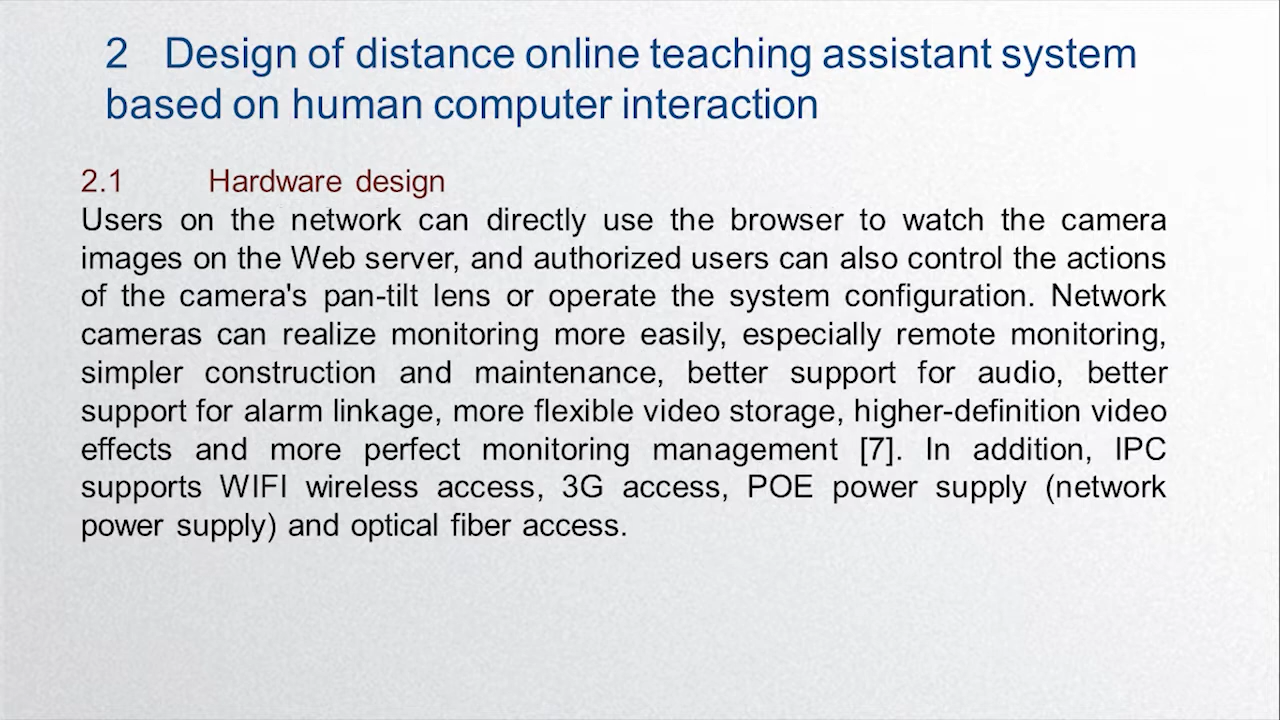 2 Design of distance online teaching assistant system
based on human computer interaction
2.1 Hardware design
Users on the network can directly use the browser to watch the camera
images on the Web server, and authorized users can also control the actions
of the camera's pan-tilt lens or operate the system configuration. Network
cameras can realize monitoring more easily, especially remote monitoring,
simpler construction and maintenance, better support for audio, better
support for alarm linkage, more flexible video storage, higher-definition video
effects and more perfect monitoring management [7]. In addition, IPC
supports WIFI wireless access, 3G access, POE power supply (network
power supply) and optical fiber access.